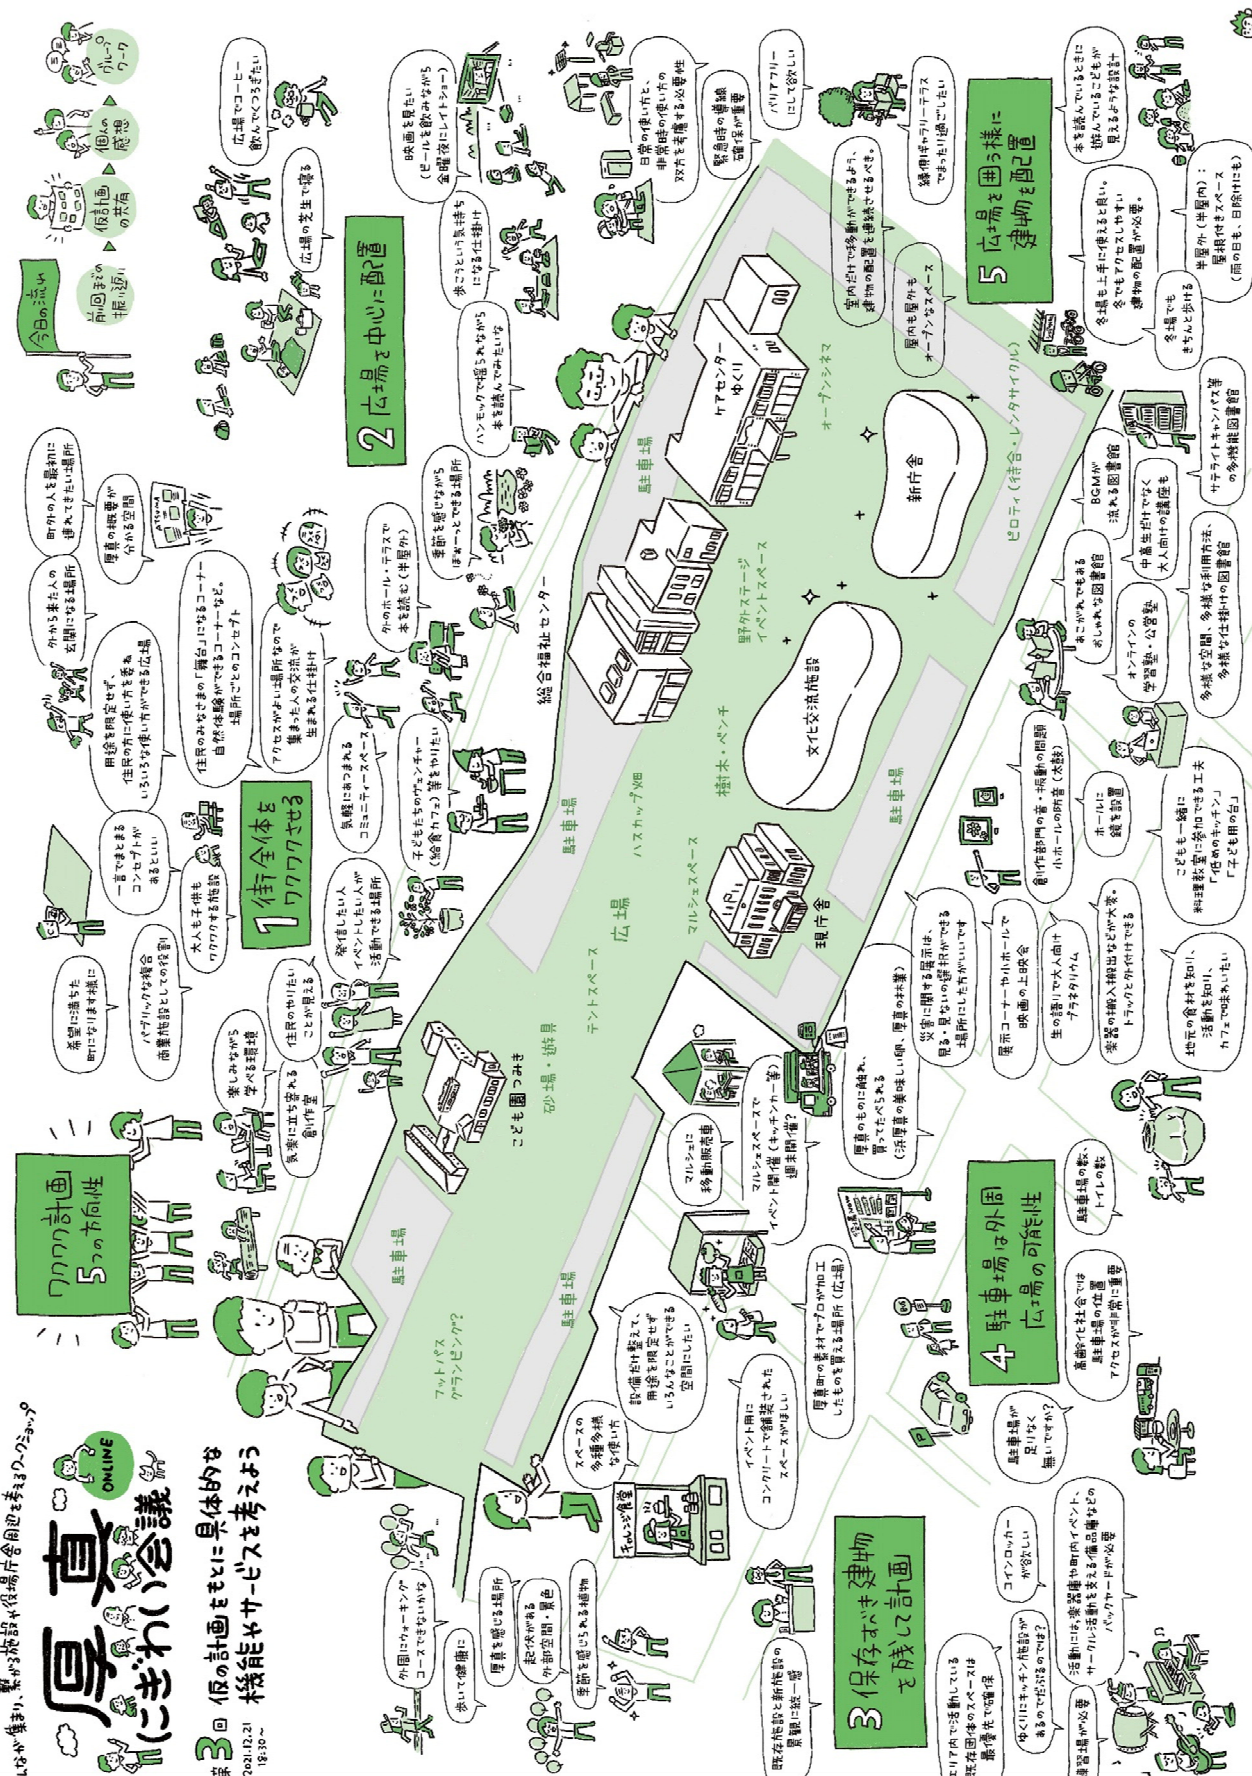 んなが集まり、繋がる施設や役場庁舎周辺を考えるワークショップ
厚真
にぎわい会議
ONLINE
第3回 仮の計画をもとに具体的な
機能やサービスを考えよう
2021.12.21
18:30~
ワクワク計画
5つの方向性
今日の流れ
前回までの
振り返り
仮計画
の共有
個人の
感想
グループ
ワーク
1 街全体を
ワクワクさせる
希望に満ちた
町になります様に
パブリックな複合
商業施設としての役割
大人も子供も
ワクワクする施設
一言でまとまる
コンセプトが
あるといい
用途を限定せず、
住民の方に使い方を委ね
いろいろな使い方ができる広場
外から来た人の
玄関になる場所
町外の人を最初に
連れてきたい場所
厚真の概要が
分かる空間
ATSUMA
住民のみなさまの「舞台」になるコーナー
自然体験ができるコーナーなど。
場所ごとのコンセプト
アクセスがよい場所なので
集まった人の交流が
生まれる仕掛け
楽しみながら
学べる環境
気楽に立ち寄れる
創作室
住民のやりたい
ことが見える
発信したい人
イベントしたい人が
活動できる場所
気軽にあつまれる
コミュニティースペース
子どもたちのヴェンチャー
(給食カフェ)等をやりたい
外のホール・テラスで
本を読む(半屋外)
季節を感じながら
ぼぉーっとできる場所
2 広場を中心に配置
広場でコーヒー
飲んでくつろぎたい
広場の芝生で寝る
映画を見たい
(ビールを飲みながら
金曜夜にレイトショー)
歩こうという気持ち
になる仕掛け
ハンモックで揺られながら
本を読んでみたいな
日常の使い方と、
非常時の使い方の
双方を考慮する必要性
緊急時の導線
確保が重要
バリアフリー
にして欲しい
縁側ギャラリーテラス
でまったり過ごしたい
室内だけで移動ができるよう、
建物の配置を連続させるべき。
屋内も屋外も
オープンなスペース
5 広場を囲う様に
建物を配置
本を読んでいるときに
遊んでいるこどもが
見えるような設計
冬場も上手に使えると良い。
冬でもアクセスしやすい
建物の配置が必要。
半屋外(半屋内):
屋根付きスペース
(雨の日も、日除けにも)
冬場でも
きちんと歩ける
サテライトキャンパス等
の多機能図書館
BGMが
流れる図書館
中高生だけでなく
大人向けの講座も
あこがれでもある
おしゃれな図書館
オンラインの
学習塾・公営塾
多様な空間、多様な利用方法、
多様な仕掛けの図書館
創作部門の音・振動の問題
小ホールの防音(太鼓)
ホールに
鏡を設置
こどもも一緒に
料理教室に参加できる工夫
「低めのキッチン」
「子ども用の台」
災害に関する展示は、
見る・見ないの選択ができる
場所にした方がいいです
展示コーナーや小ホールで
映画の上映会
生の語りで大人向け
プラネタリウム
楽器の搬入搬出などが大変。
トラックと外付けできる
地元の食材を知り、
活動を知り、
カフェで味わいたい
フットパス
グランピング?
駐車場
駐車場
こども園つみき
砂場・遊具
テントスペース
広場
駐車場
ハスカップ畑
マルシェスペース
樹木・ベンチ
現庁舎
総合福祉センター
駐車場
ケアセンター
ゆくり
野外ステージ
イベントスペース
オープンシネマ
文化交流施設
新庁舎
駐車場
ピロティ(待合・レンタサイクル)
マルシェに
移動販売車
マルシェスペースで
イベント開催(キッチンカー等)
週末開催?
厚真のものに触れ、
買ってたべられる
(浜厚真の美味しい卵、厚真の林業)
設備だけ整えて、
用途を限定せず
いろんなことができる
空間にしたい
スペースの
多種多様
な使い方
イベント用に
コンクリートで舗装された
スペースがほしい
厚真町の素材でプロが加工
したものを買える場所(広場)
チャレンジ食堂
外周にウォーキング
コースできないかな
歩いて健康に
厚真を感じる場所
起伏がある
外部空間・景色
季節を感じられる植物
3 保存すべき建物
を残して計画
既存施設と新施設の
景観に統一感
エリア内で活動している
既存団体のスペースは
最優先で確保
ゆくりにキッチン施設が
あるのでだぶるのでは?
コインロッカー
が欲しい
活動には、楽器庫や町内イベント、
サークル活動を支える備品庫などの
バックヤードが必要
練習場が必要
4 駐車場は外周
広場の可能性
駐車場が
足りなく
無いですか?
高齢化社会では
駐車場の位置
アクセスが非常に重要
駐車場の数、
トイレの数
P